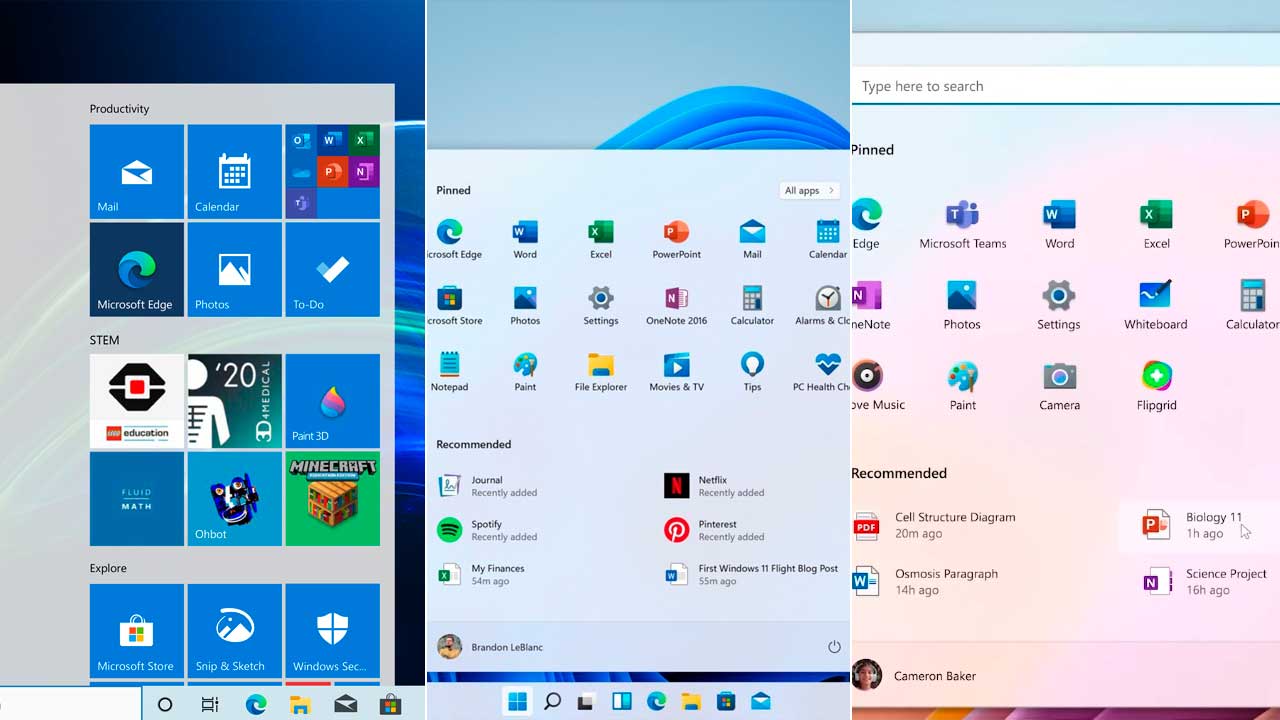 Productivity
O
W
X
P
N
Mail
Calendar
Microsoft Edge
Photos
To-Do
STEM
LEGO education
'20
3D4MEDICAL
Paint 3D
FLUID
MATH
Ohbot
MINECRAFT
EDUCATION EDITION
Explore
Microsoft Store
Snip & Sketch
Windows Sec...
Pinned
All apps
icrosoft Edge
Word
Excel
PowerPoint
Mail
Calendar
crosoft Store
Photos
Settings
OneNote 2016
Calculator
Alarms & Clo
Notepad
Paint
File Explorer
Movies & TV
Tips
PC Health Che
Recommended
Journal
Recently added
Netflix
Recently added
Spotify
Recently added
Pinterest
Recently added
My Finances
54m ago
First Windows 11 Flight Blog Post
55m ago
Brandon LeBlanc
Type here to search
Pinned
Edge
Microsoft Teams
Word
Excel
PowerPoin
neNote
Photos
Settings
Whiteboard
Calculator
ove Music
Paint
Camera
Flipgrid
Recommended
PDF
Cell Structure Diagram
20m ago
Biology 11
1h ago
Osmosis Paragraph
14h ago
Science Project
16h ago
Cameron Baker